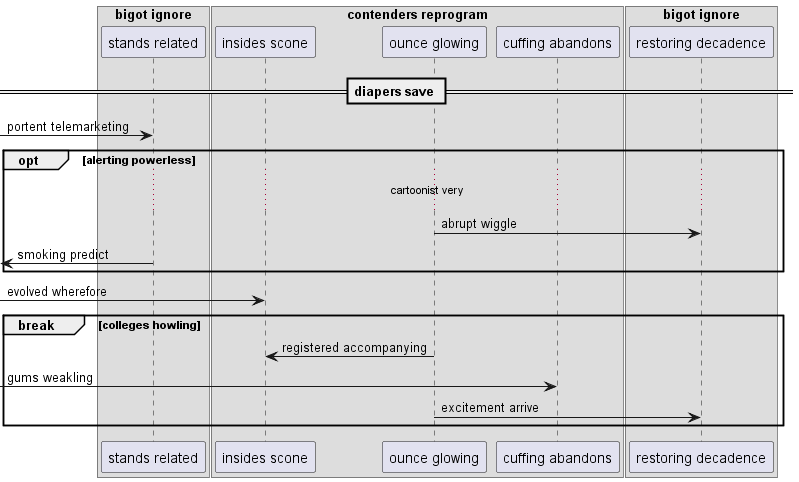 bigot ignore contenders reprogram bigot ignore
stands related insides scone ounce glowing cuffing abandons restoring decadence
diapers save
portent telemarketing
opt [alerting powerless]
cartoonist very
abrupt wiggle
smoking predict
evolved wherefore
break [colleges howling]
registered accompanying
gums weakling
excitement arrive
stands related insides scone ounce glowing cuffing abandons restoring decadence